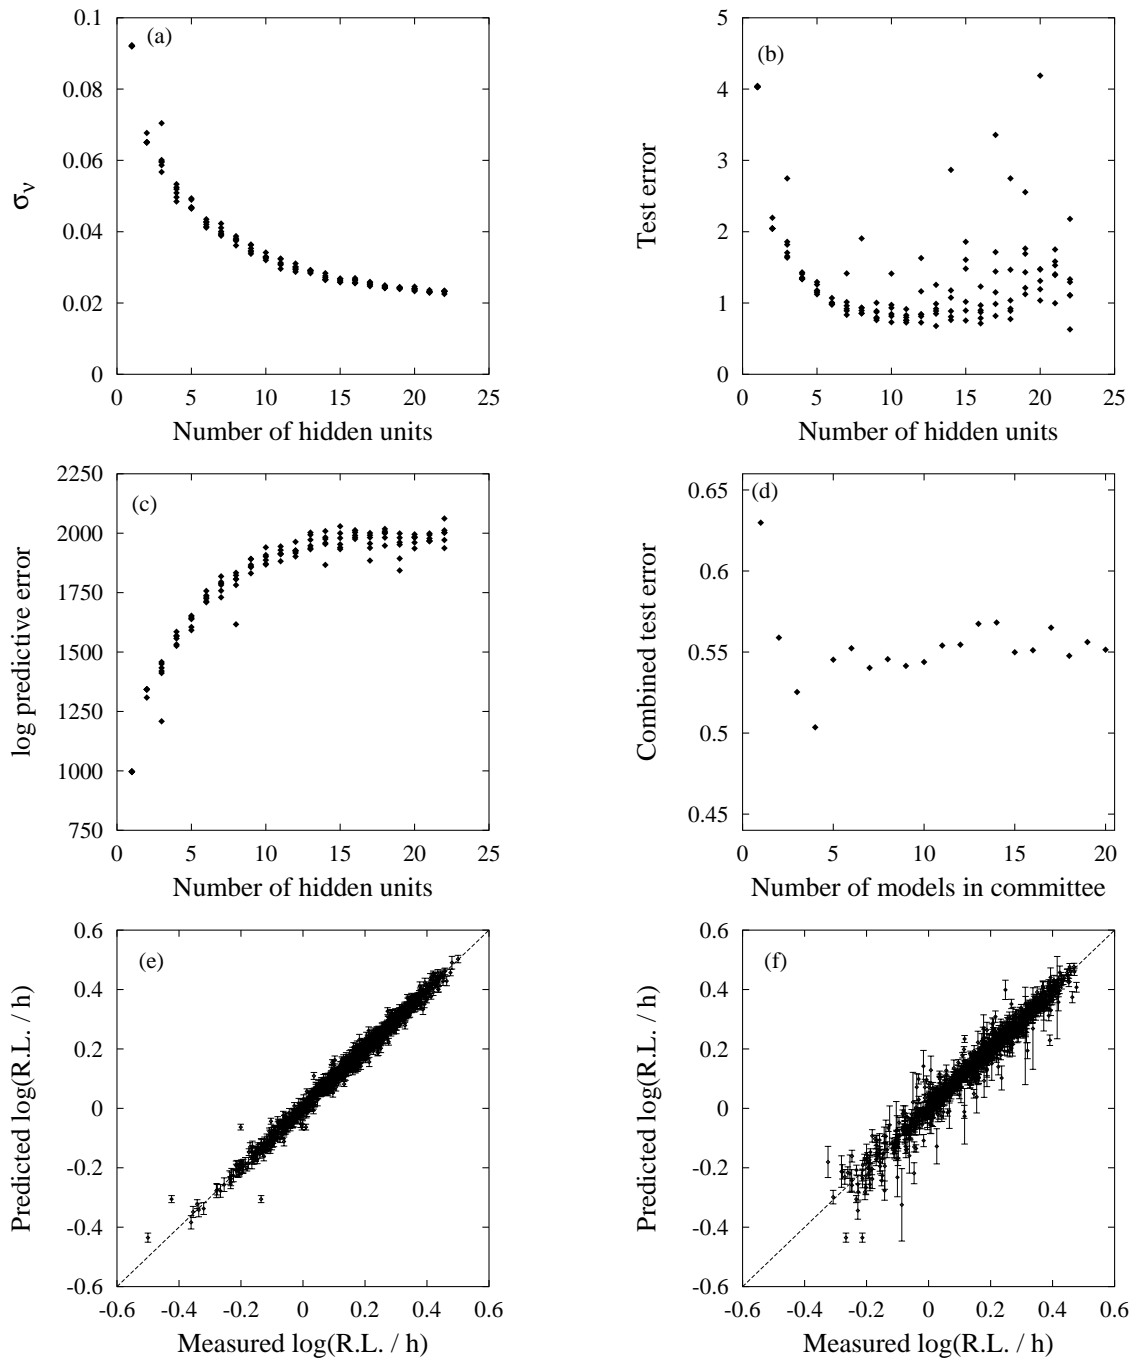 (a)
0.1
0.08
0.06
0.04
0.02
0
σν
0 5 10 15 20 25
Number of hidden units
(b)
5
4
3
2
1
0
Test error
0 5 10 15 20 25
Number of hidden units
(c)
2250
2000
1750
1500
1250
1000
750
log predictive error
0 5 10 15 20 25
Number of hidden units
(d)
0.65
0.6
0.55
0.5
0.45
Combined test error
0 5 10 15 20
Number of models in committee
(e)
0.6
0.4
0.2
0
-0.2
-0.4
-0.6
Predicted log(R.L. / h)
-0.6 -0.4 -0.2 0 0.2 0.4 0.6
Measured log(R.L. / h)
(f)
0.6
0.4
0.2
0
-0.2
-0.4
-0.6
Predicted log(R.L. / h)
-0.6 -0.4 -0.2 0 0.2 0.4 0.6
Measured log(R.L. / h)